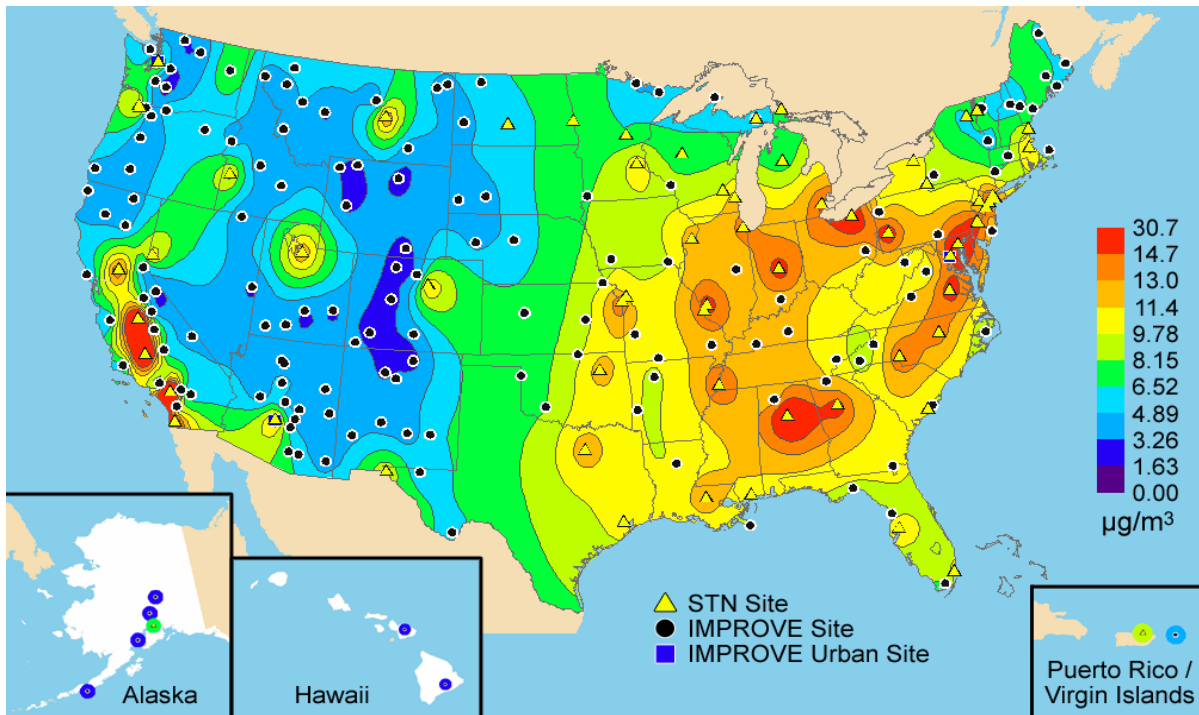 30.7
14.7
13.0
11.4
9.78
8.15
6.52
4.89
3.26
1.63
0.00
µg/m³
STN Site
IMPROVE Site
IMPROVE Urban Site
Alaska
Hawaii
Puerto Rico /
Virgin Islands